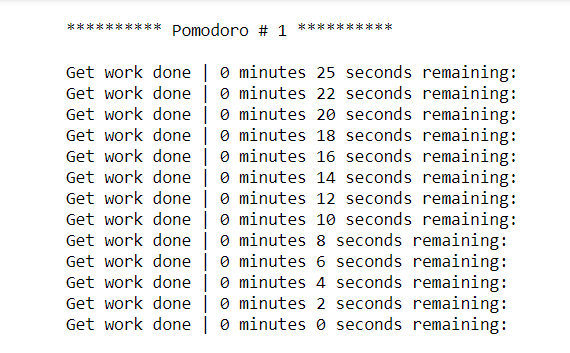 ********** Pomodoro # 1 **********
Get work done | 0 minutes 25 seconds remaining:
Get work done | 0 minutes 22 seconds remaining:
Get work done | 0 minutes 20 seconds remaining:
Get work done | 0 minutes 18 seconds remaining:
Get work done | 0 minutes 16 seconds remaining:
Get work done | 0 minutes 14 seconds remaining:
Get work done | 0 minutes 12 seconds remaining:
Get work done | 0 minutes 10 seconds remaining:
Get work done | 0 minutes 8 seconds remaining:
Get work done | 0 minutes 6 seconds remaining:
Get work done | 0 minutes 4 seconds remaining:
Get work done | 0 minutes 2 seconds remaining:
Get work done | 0 minutes 0 seconds remaining: